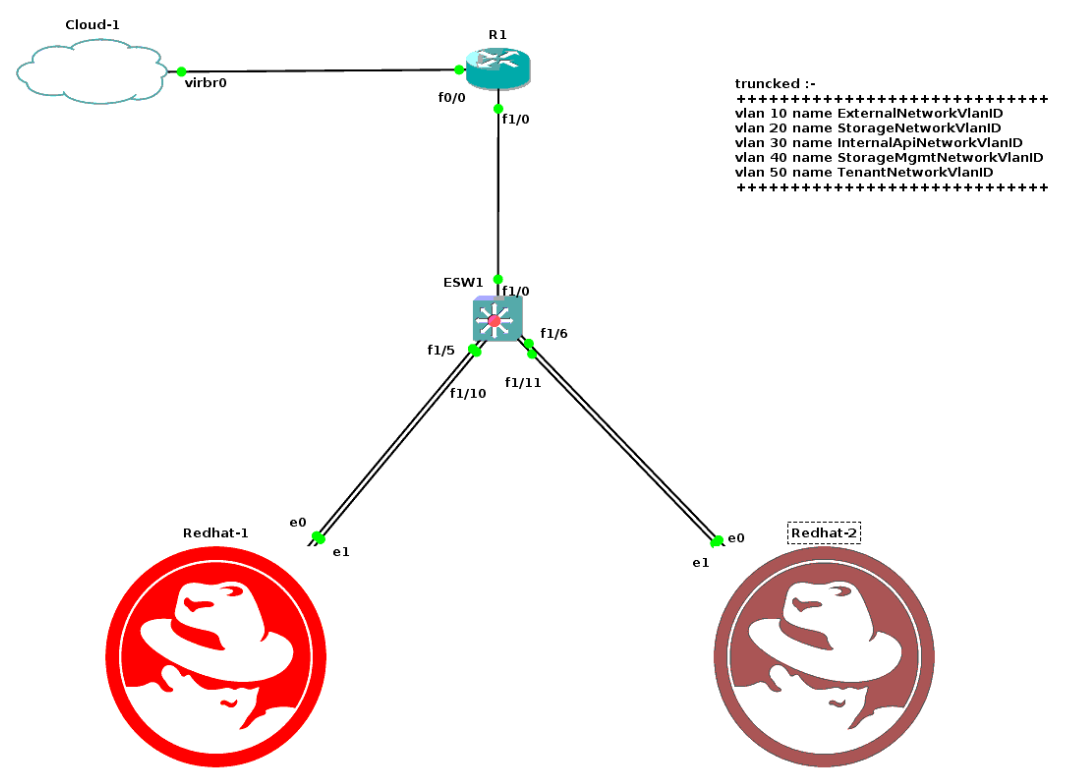 Cloud-1
R1
virbr0
f0/0
f1/0
truncked :-
+++++++++++++++++++++++++++++
vlan 10 name ExternalNetworkVlanID
vlan 20 name StorageNetworkVlanID
vlan 30 name InternalApiNetworkVlanID
vlan 40 name StorageMgmtNetworkVlanID
vlan 50 name TenantNetworkVlanID
+++++++++++++++++++++++++++++
ESW1
f1/0
f1/5
f1/6
f1/10
f1/11
e0
e1
Redhat-1
e0
e1
Redhat-2